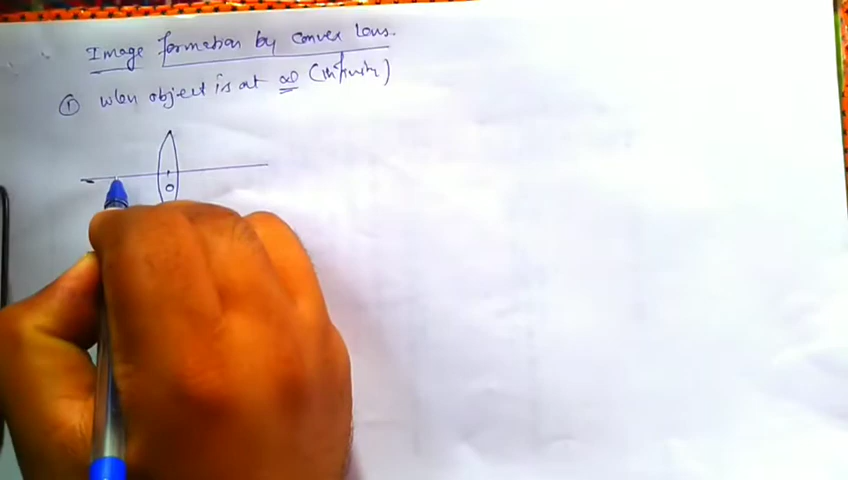 Image formation by convex lens.
① when object is at ∞ (infinity)
O